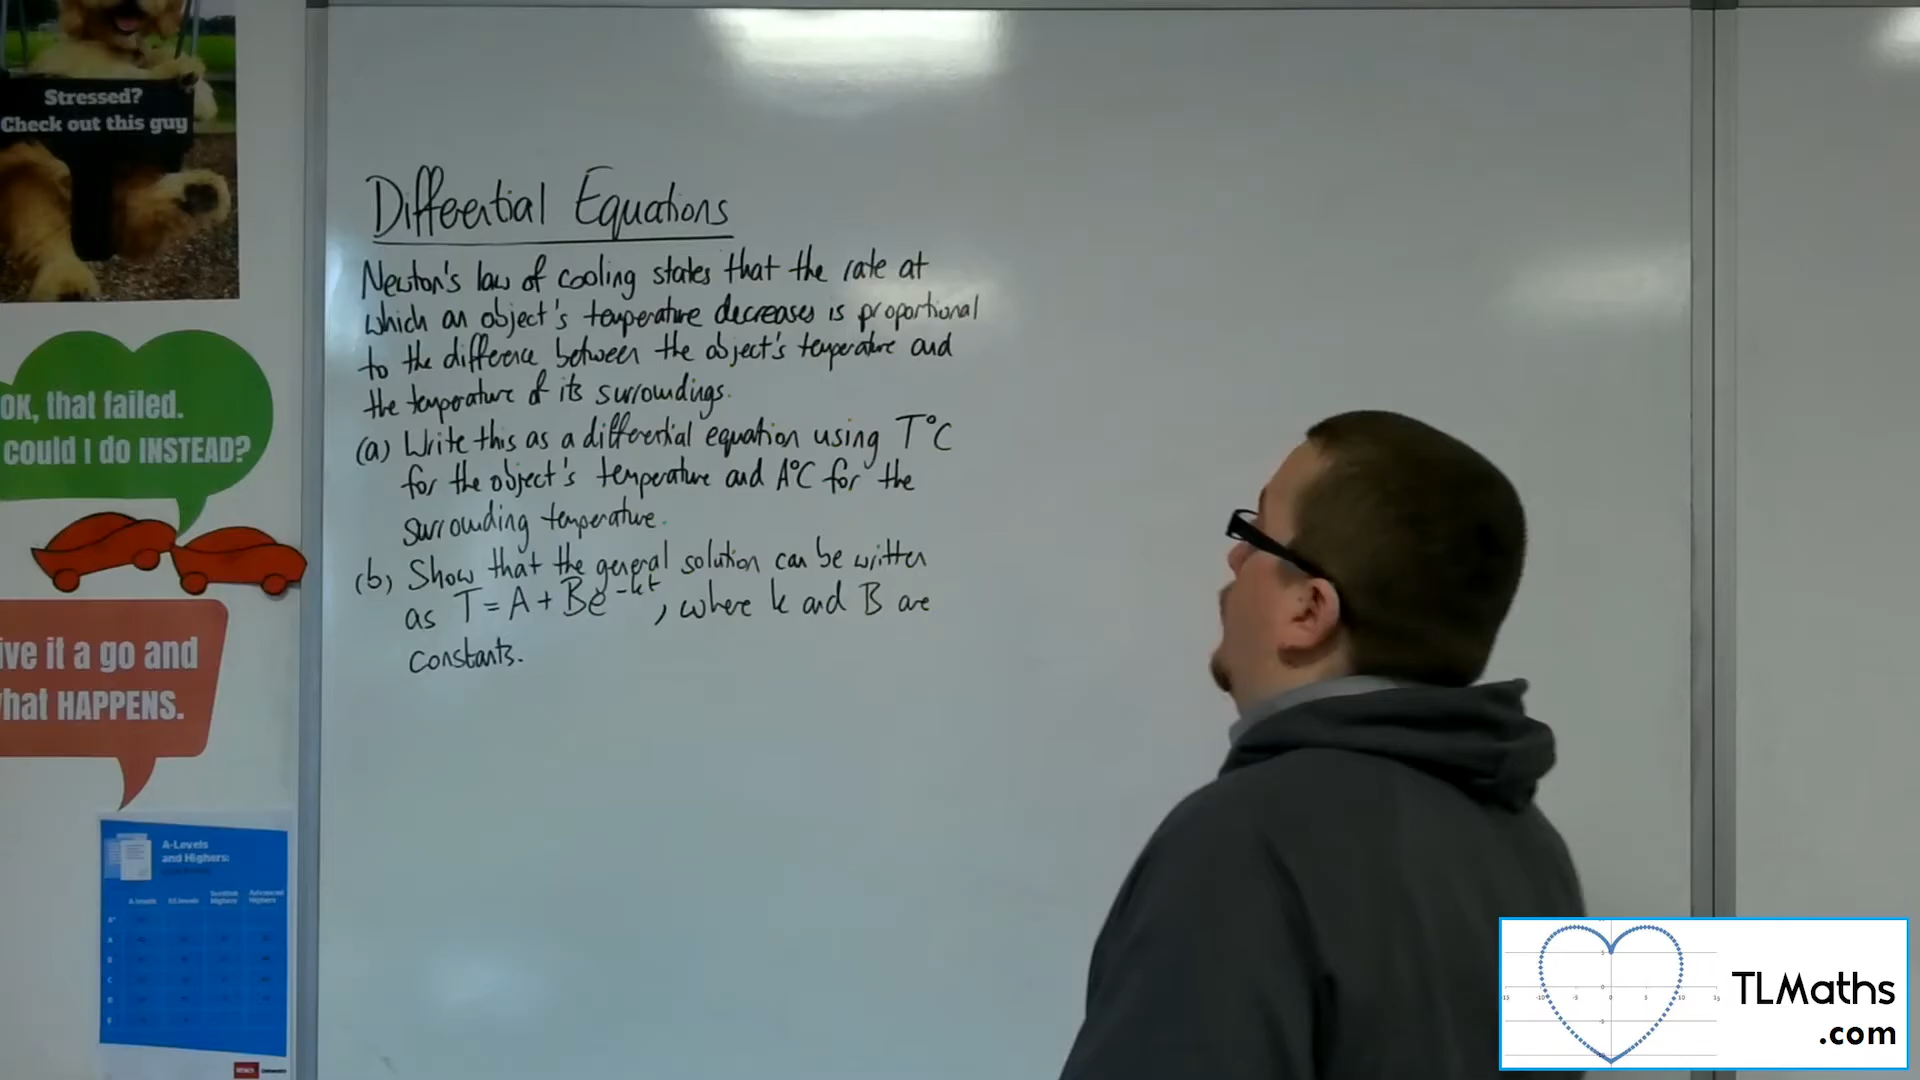 Stressed?
Check out this guy
OK, that failed.
could I do INSTEAD?
ive it a go and
what HAPPENS.
A-Levels
and Highers:
Differential Equations
Newton's law of cooling states that the rate at
which an object's temperature decreases is proportional
to the difference between the object's temperature and
the temperature of its surroundings.
(a) Write this as a differential equation using T°C
for the object's temperature and A°C for the
surrounding temperature.
(b) Show that the general solution can be written
as T = A + Be^{-kt}, where k and B are
constants.
TLMaths
.com